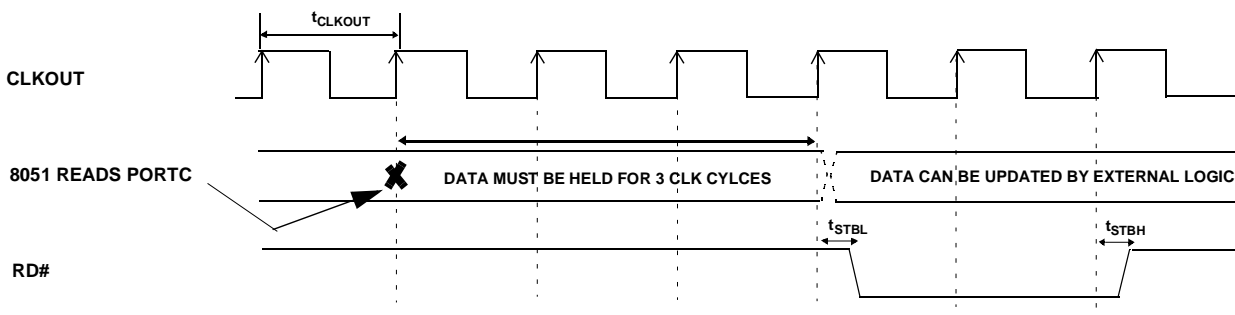 tCLKOUT
CLKOUT
8051 READS PORTC
DATA MUST BE HELD FOR 3 CLK CYLCES
DATA CAN BE UPDATED BY EXTERNAL LOGIC
tSTBL
tSTBH
RD#